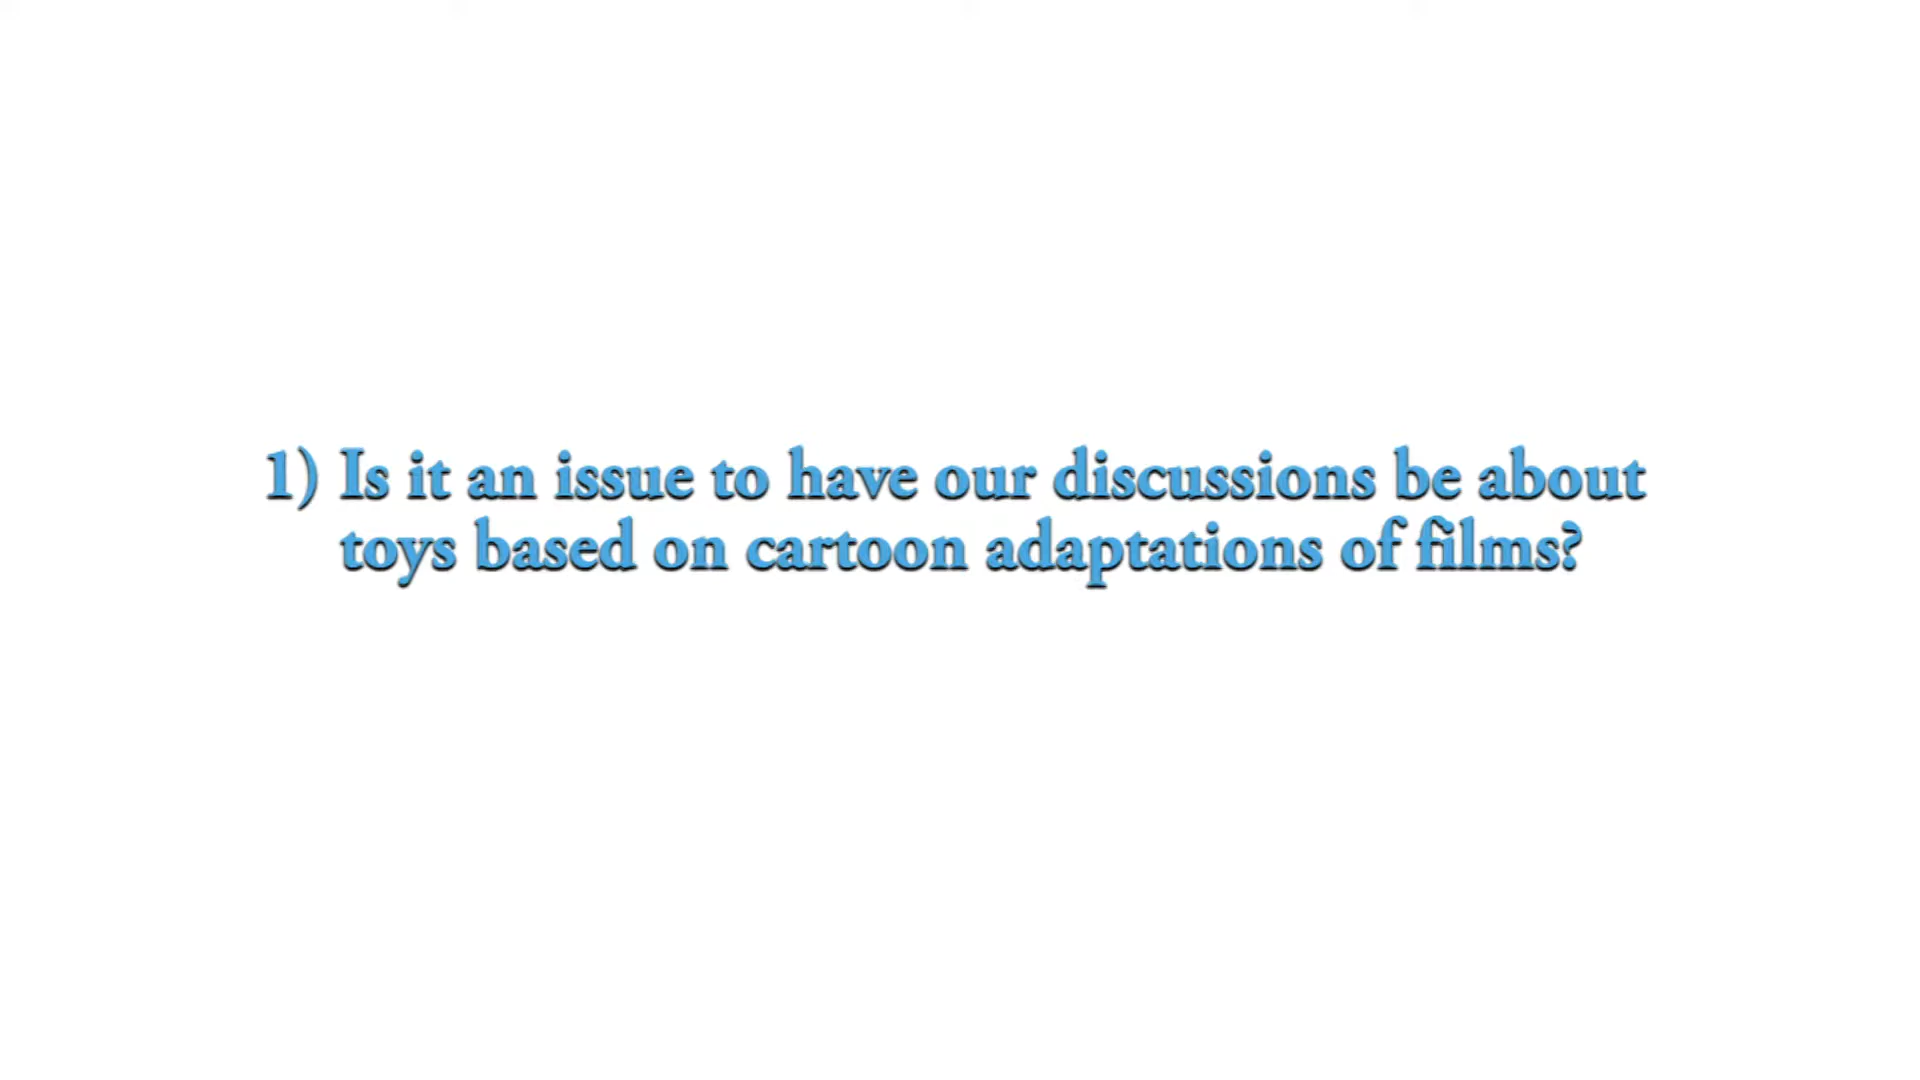 1) Is it an issue to have our discussions be about
toys based on cartoon adaptations of films?